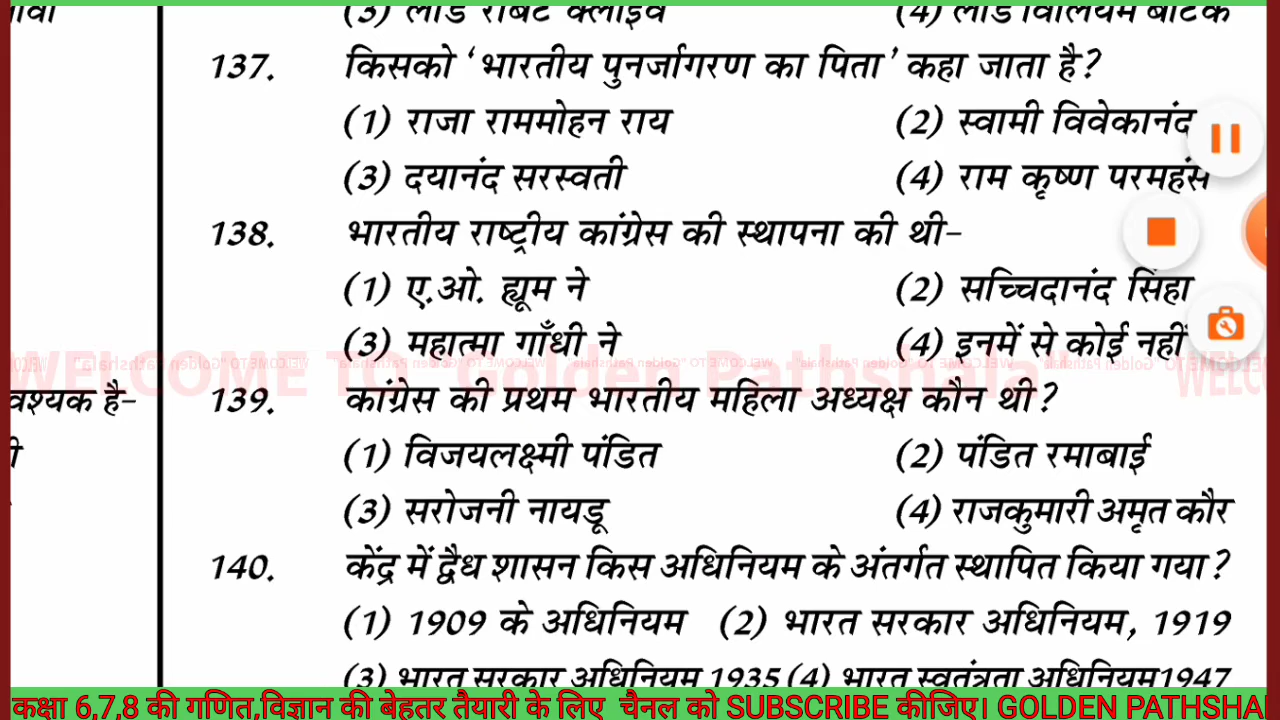 (3) लॉर्ड रॉबर्ट क्लाइव (4) लॉर्ड विलियम बैंटिक
137. किसको ‘भारतीय पुनर्जागरण का पिता’ कहा जाता है?
(1) राजा राममोहन राय (2) स्वामी विवेकानंद
(3) दयानंद सरस्वती (4) राम कृष्ण परमहंस
138. भारतीय राष्ट्रीय कांग्रेस की स्थापना की थी-
(1) ए.ओ. ह्यूम ने (2) सच्चिदानंद सिंहा
(3) महात्मा गाँधी ने (4) इनमें से कोई नहीं
WELCOME TO "Golden Pathshala"
वश्यक है- 139. कांग्रेस की प्रथम भारतीय महिला अध्यक्ष कौन थी?
(1) विजयलक्ष्मी पंडित (2) पंडित रमाबाई
(3) सरोजनी नायडू (4) राजकुमारी अमृत कौर
140. केंद्र में द्वैध शासन किस अधिनियम के अंतर्गत स्थापित किया गया?
(1) 1909 के अधिनियम (2) भारत सरकार अधिनियम, 1919
(3) भारत सरकार अधिनियम 1935 (4) भारत स्वतंत्रता अधिनियम1947
कक्षा 6,7,8 की गणित,विज्ञान की बेहतर तैयारी के लिए चैनल को SUBSCRIBE कीजिए। GOLDEN PATHSHA